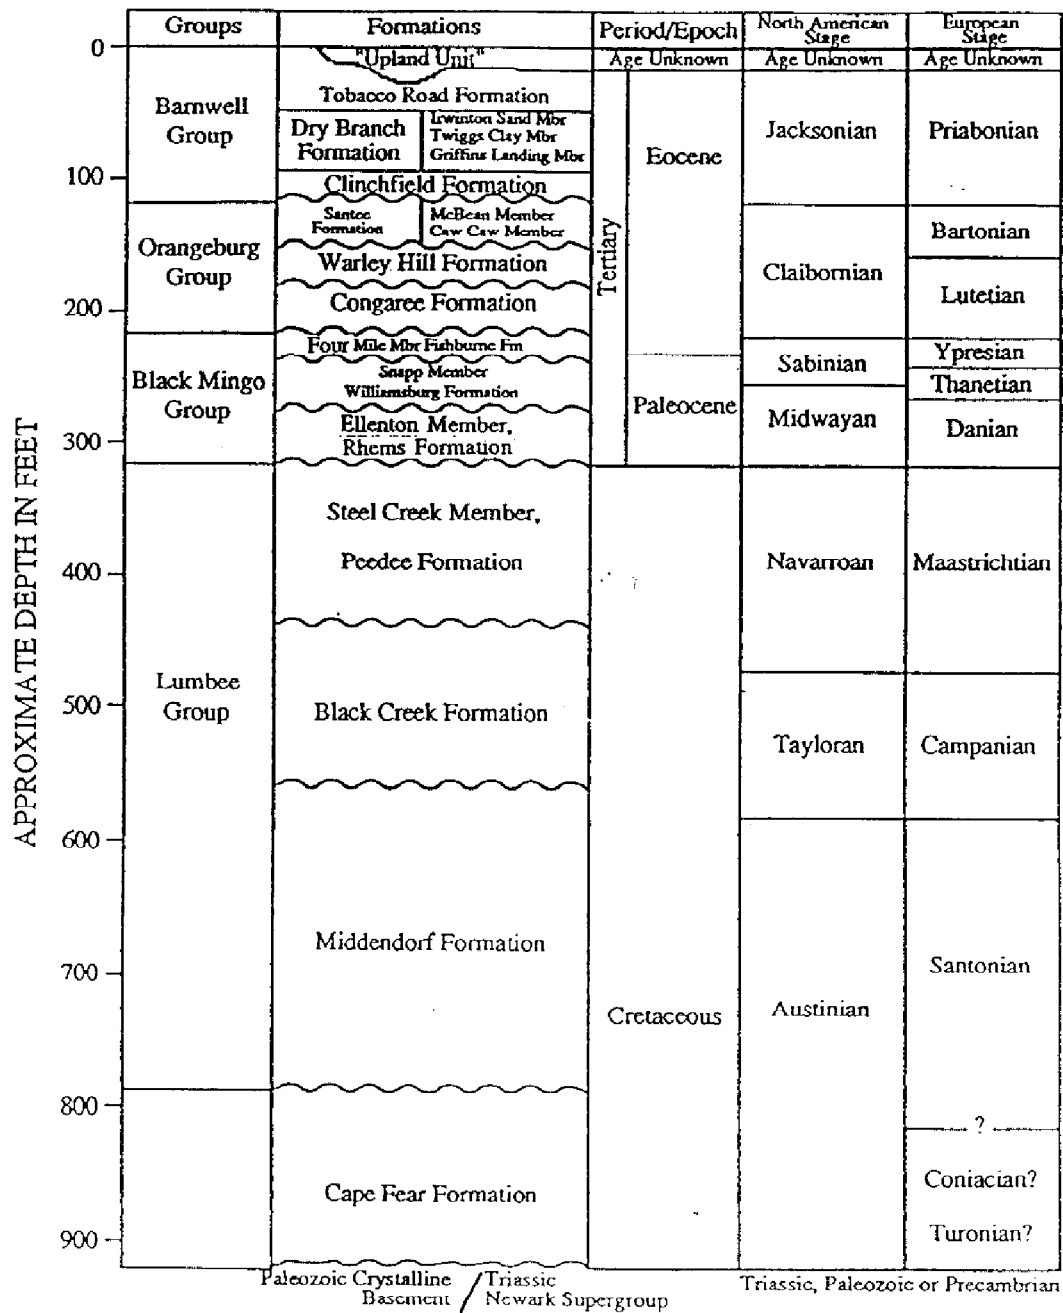 Groups
Formations
Period/Epoch
North American
Stage
European
Stage
APPROXIMATE DEPTH IN FEET
0
100
200
300
400
500
600
700
800
900
Barnwell
Group
Orangeburg
Group
Black Mingo
Group
Lumbee
Group
"Upland Unit"
Tobacco Road Formation
Dry Branch
Formation
Irwinton Sand Mbr
Twiggs Clay Mbr
Griffins Landing Mbr
Clinchfield Formation
Santee
Formation
McBean Member
Caw Caw Member
Warley Hill Formation
Congaree Formation
Four Mile Mbr Fishburne Fm
Snapp Member
Williamsburg Formation
Ellenton Member,
Rhems Formation
Steel Creek Member,
Peedee Formation
Black Creek Formation
Middendorf Formation
Cape Fear Formation
Age Unknown
Tertiary
Eocene
Paleocene
Cretaceous
Age Unknown
Jacksonian
Claibornian
Sabinian
Midwayan
Navarroan
Tayloran
Austinian
Age Unknown
Priabonian
Bartonian
Lutetian
Ypresian
Thanetian
Danian
Maastrichtian
Campanian
Santonian
?
Coniacian?
Turonian?
Paleozoic Crystalline
Basement
/
Triassic
Newark Supergroup
Triassic, Paleozoic or Precambrian